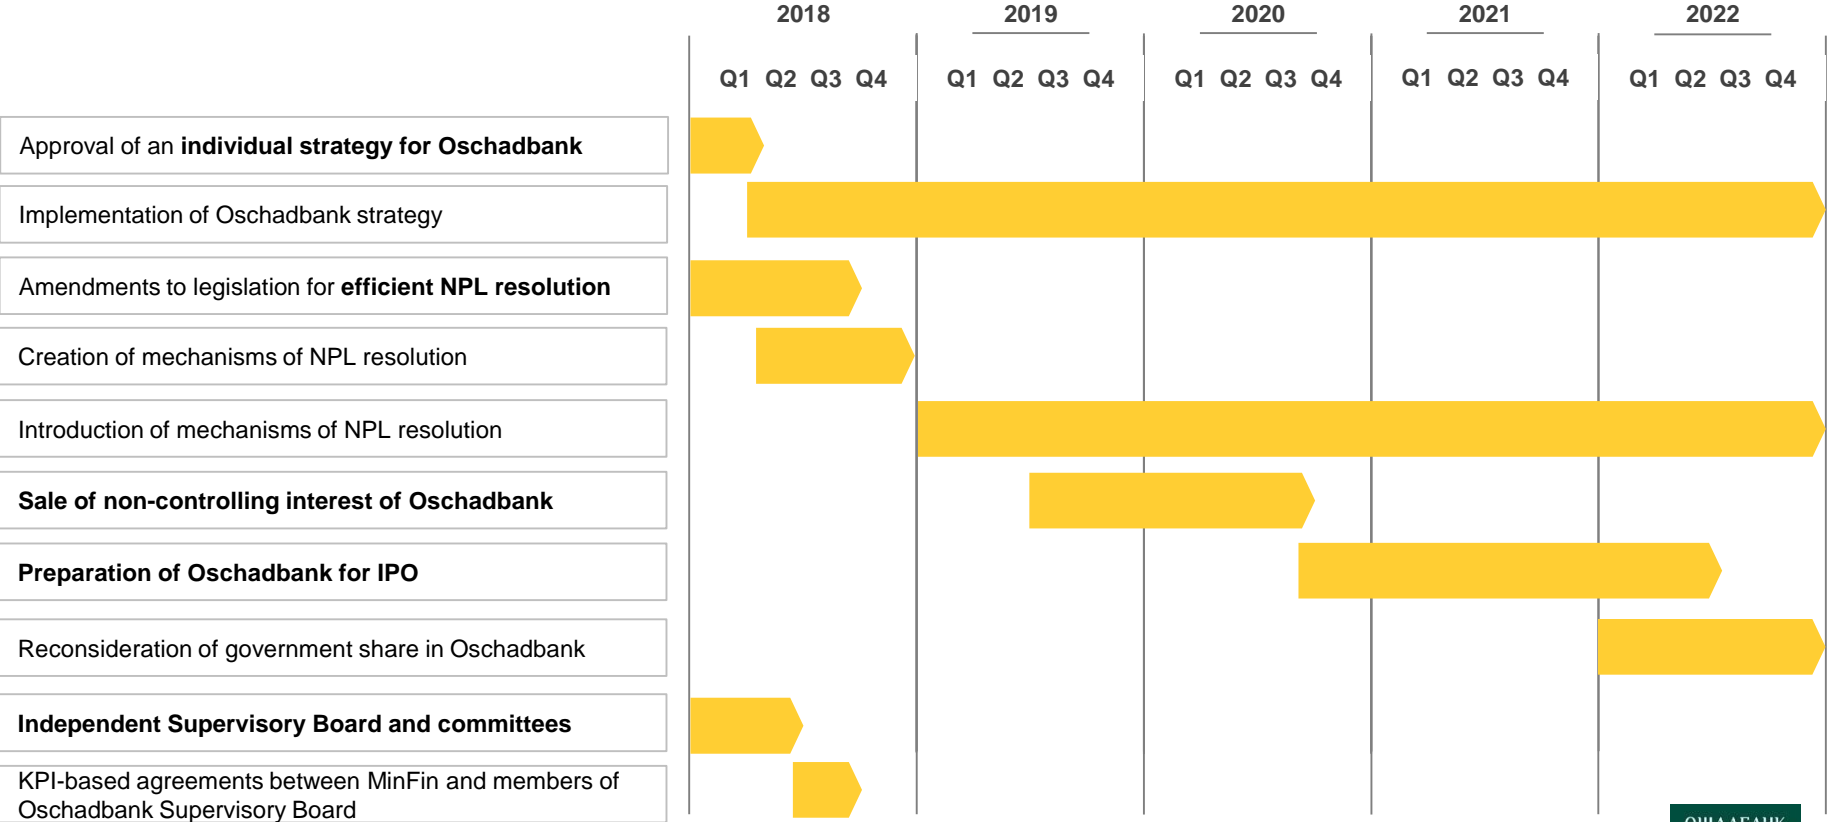 2018 2019 2020 2021 2022
Q1 Q2 Q3 Q4 Q1 Q2 Q3 Q4 Q1 Q2 Q3 Q4 Q1 Q2 Q3 Q4 Q1 Q2 Q3 Q4
Approval of an individual strategy for Oschadbank
Implementation of Oschadbank strategy
Amendments to legislation for efficient NPL resolution
Creation of mechanisms of NPL resolution
Introduction of mechanisms of NPL resolution
Sale of non-controlling interest of Oschadbank
Preparation of Oschadbank for IPO
Reconsideration of government share in Oschadbank
Independent Supervisory Board and committees
KPI-based agreements between MinFin and members of
Oschadbank Supervisory Board